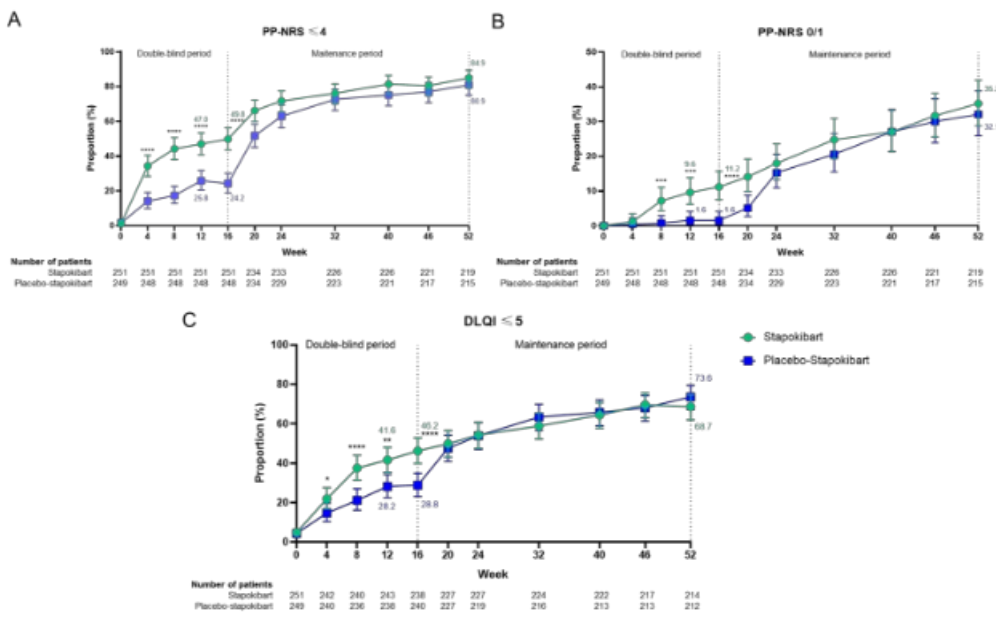 A
PP-NRS ≤4
Double-blind period
Maitenance period
Proportion (%)
100
80
60
40
20
0
47.0
49.8
84.9
80.9
25.8
24.2
****
****
****
****
0 4 8 12 16 20 24 32 40 46 52
Week
Number of patients
Stapokibart 251 251 251 251 251 234 233 226 226 221 219
Placebo-stapokibart 249 248 248 248 248 234 229 223 221 217 215
B
PP-NRS 0/1
Double-blind period
Maintenance period
Proportion (%)
50
40
30
20
10
0
9.6
11.2
1.6
1.6
***
***
****
0 4 8 12 16 20 24 32 40 46 52
Week
Number of patients
Stapokibart 251 251 251 251 251 234 233 226 226 221 219
Placebo-stapokibart 249 248 248 248 248 234 229 223 221 217 215
C
DLQI ≤5
Double-blind period
Maintenance period
Proportion (%)
100
80
60
40
20
0
41.6
46.2
73.6
68.7
28.2
28.8
*
****
**
****
0 4 8 12 16 20 24 32 40 46 52
Week
Number of patients
Stapokibart 251 242 240 243 238 227 227 224 222 217 214
Placebo-stapokibart 249 240 236 238 240 227 219 216 213 213 212
Stapokibart
Placebo-Stapokibart